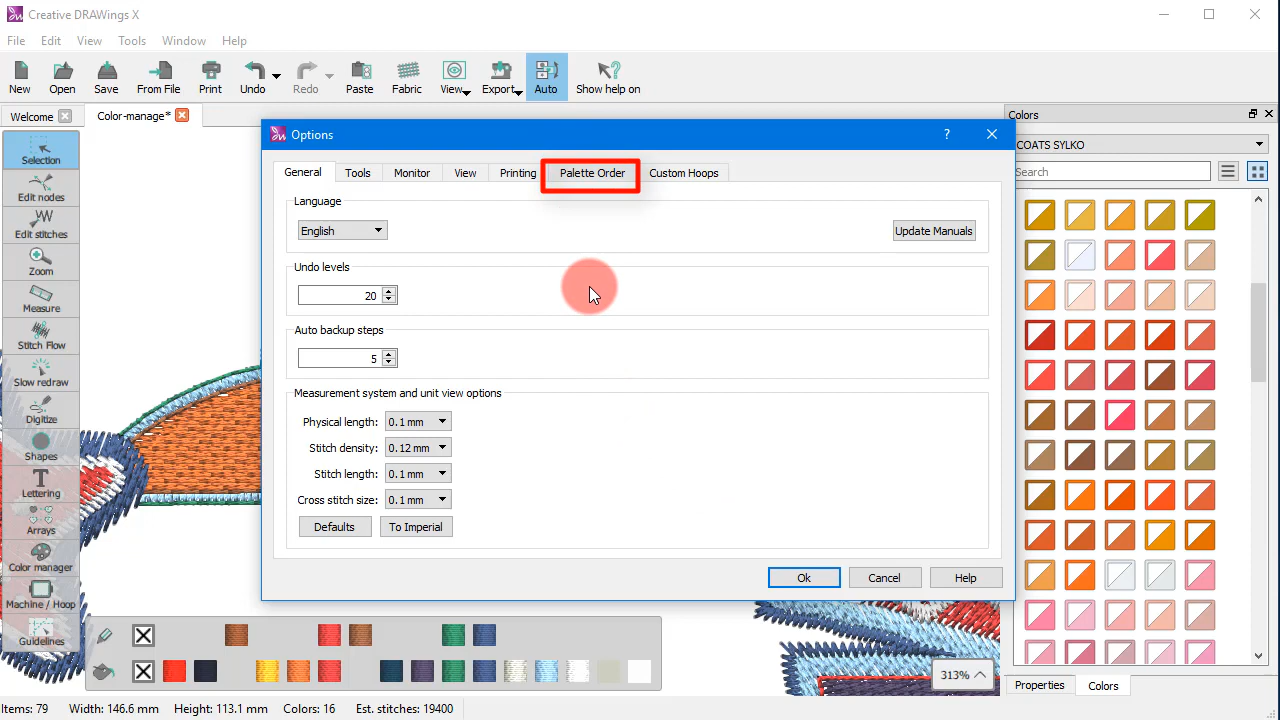 Creative DRAWings X
File Edit View Tools Window Help
New Open Save From File Print Undo Redo Paste Fabric View Export Auto Show help on
Welcome Color-manage*
Selection
Edit nodes
Edit stitches
Zoom
Measure
Stitch Flow
Slow redraw
Digitize
Shapes
Lettering
Arrays
Color manager
Machine / Hoop
Guidelines
Options
General Tools Monitor View Printing Palette Order Custom Hoops
Language
English
Update Manuals
Undo levels
20
Auto backup steps
5
Measurement system and unit view options
Physical length: 0.1 mm
Stitch density: 0.12 mm
Stitch length: 0.1 mm
Cross stitch size: 0.1 mm
Defaults To Imperial
Ok Cancel Help
Colors
COATS SYLKO
Search
313%
Properties Colors
Items: 79 Width: 146.6 mm Height: 113.1 mm Colors: 16 Est. stitches: 19400